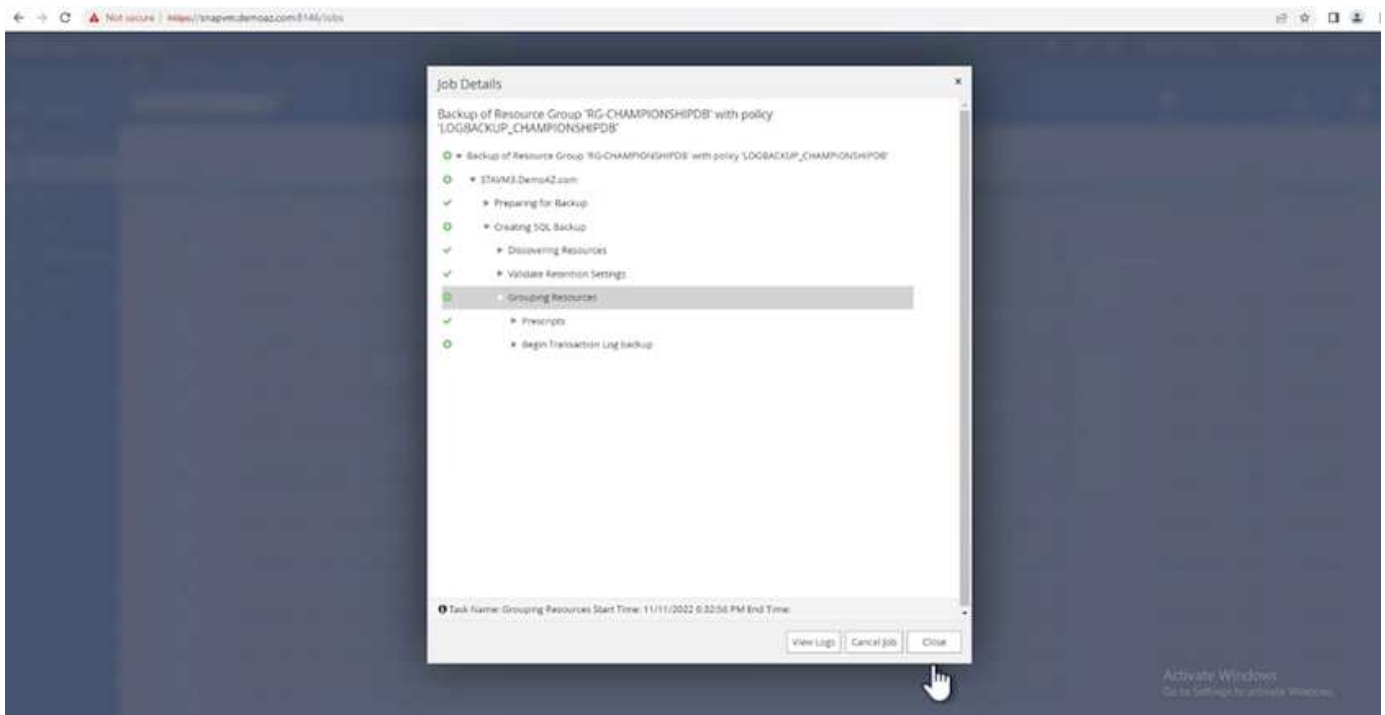 Not secure | https://snapvm.demoaz.com:8146/Jobs
Job Details
Backup of Resource Group 'RG-CHAMPIONSHIPDB' with policy
'LOGBACKUP_CHAMPIONSHIPDB'
Backup of Resource Group 'RG-CHAMPIONSHIPDB' with policy 'LOGBACKUP_CHAMPIONSHIPDB'
STAVM3.DemoAZ.com
Preparing for Backup
Creating SQL Backup
Discovering Resources
Validate Retention Settings
Grouping Resources
Prescripts
Begin Transaction Log backup
Task Name: Grouping Resources Start Time: 11/11/2022 6:32:56 PM End Time:
View Logs Cancel Job Close
Activate Windows
Go to Settings to activate Windows.